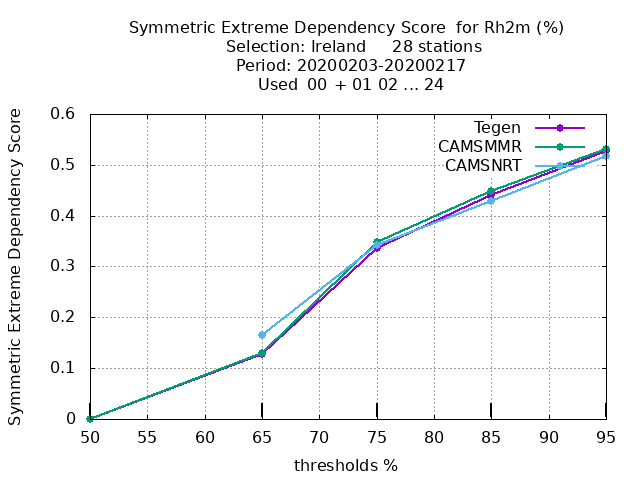 Symmetric Extreme Dependency Score  for Rh2m (%)
Selection: Ireland     28 stations
Period: 20200203-20200217
Used  00  + 01 02 ... 24
Symmetric Extreme Dependency Score
0.6
0.5
0.4
0.3
0.2
0.1
0
Tegen
CAMSMMR
CAMSNRT
50 55 60 65 70 75 80 85 90 95
thresholds %